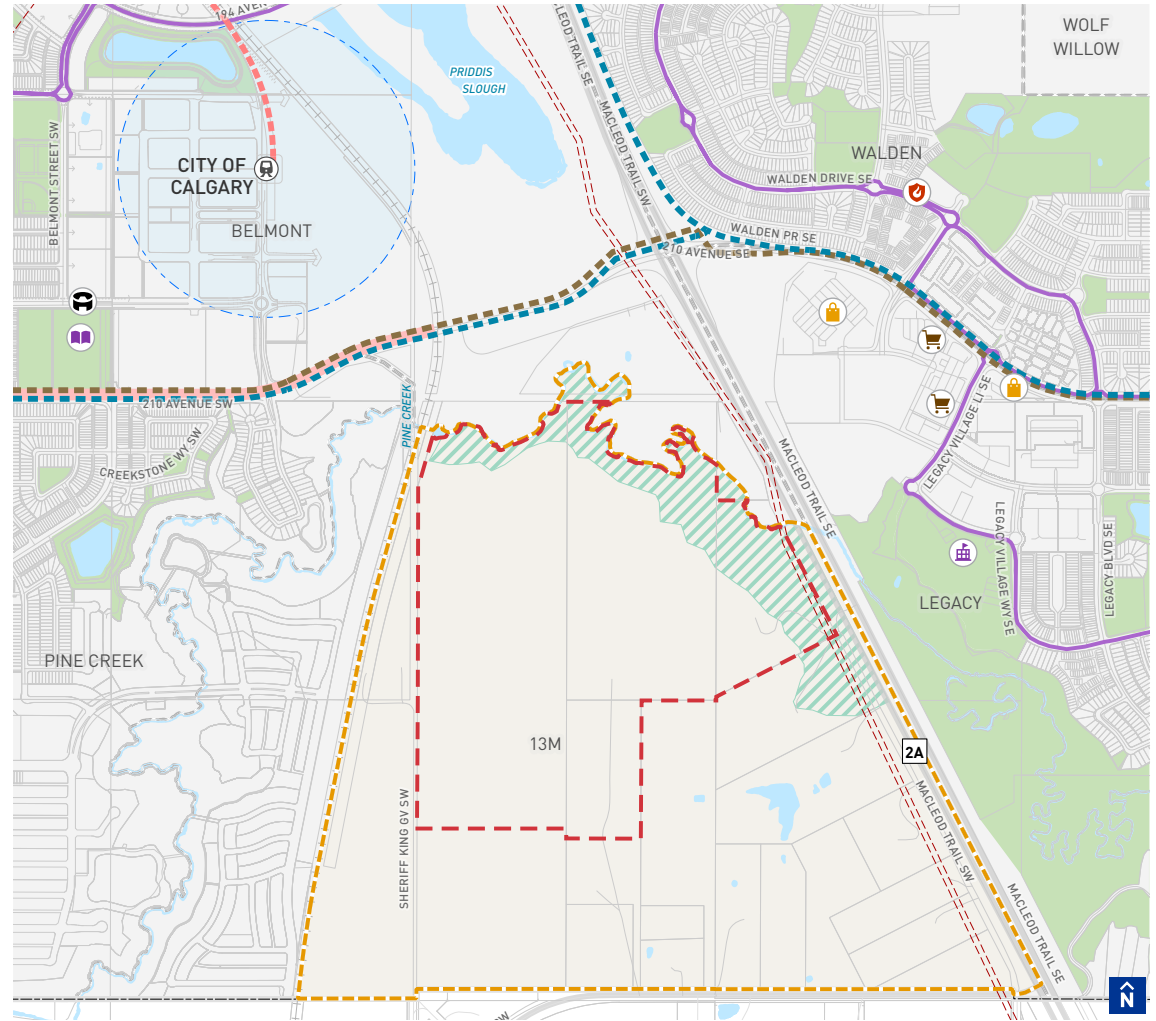 194 AVEN
WOLF
WILLOW
PRIDDIS
SLOUGH
MACLEOD TRAIL SE
MACLEOD TRAIL SW
BELMONT STREET SW
CITY OF
CALGARY
BELMONT
WALDEN
WALDEN DRIVE SE
WALDEN PR SE
210 AVENUE SE
210 AVENUE SW
PINE CREEK
CREEKSTONE WY SW
LEGACY VILLAGE LI SE
MACLEOD TRAIL SE
LEGACY VILLAGE WY SE
LEGACY BLVD SE
LEGACY
PINE CREEK
13M
2A
SHERIFF KING GV SW
MACLEOD TRAIL SW
MACLEOD TRAIL SE
SW
N